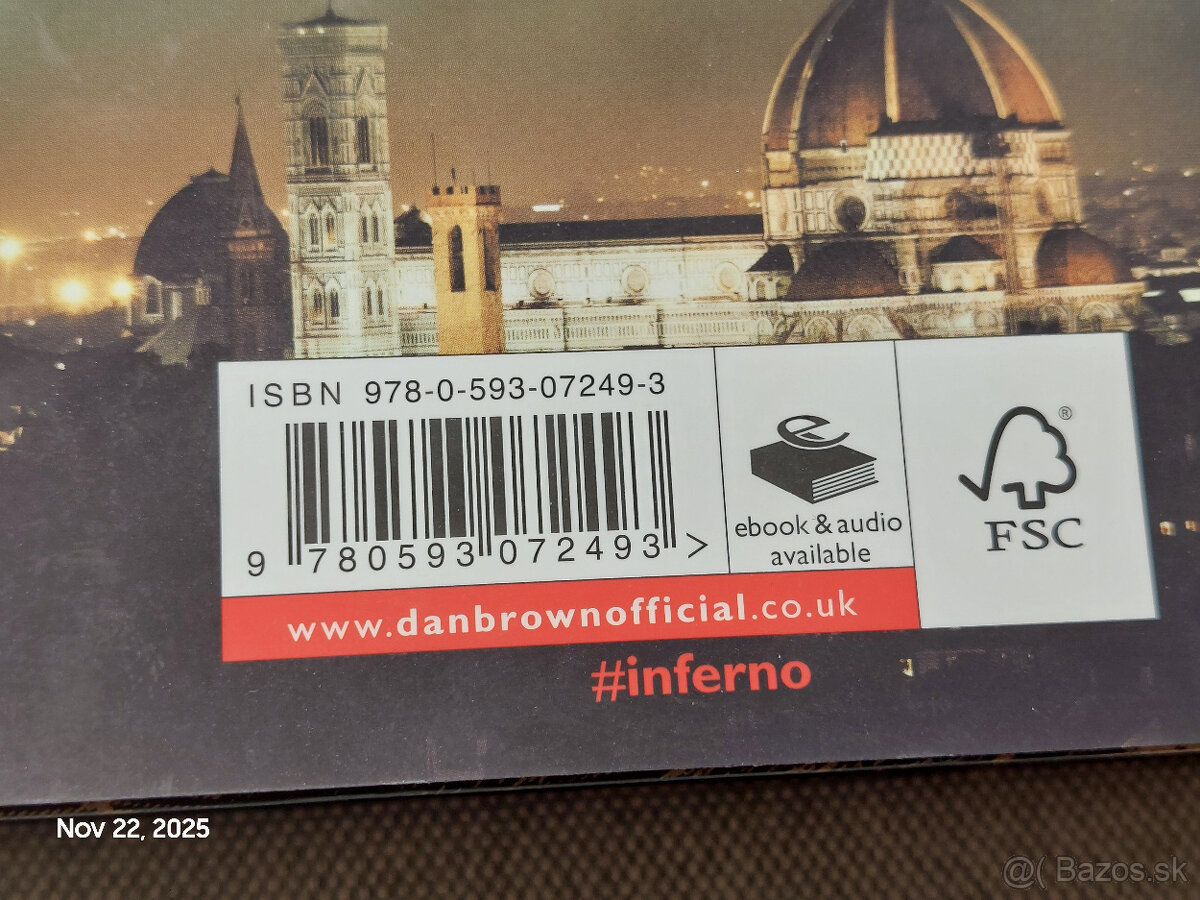 ISBN 978-0-593-07249-3
9 780593 072493 >
e
ebook & audio
available
®
FSC
www.danbrownofficial.co.uk
#inferno
Nov 22, 2025
@( Bazos.sk